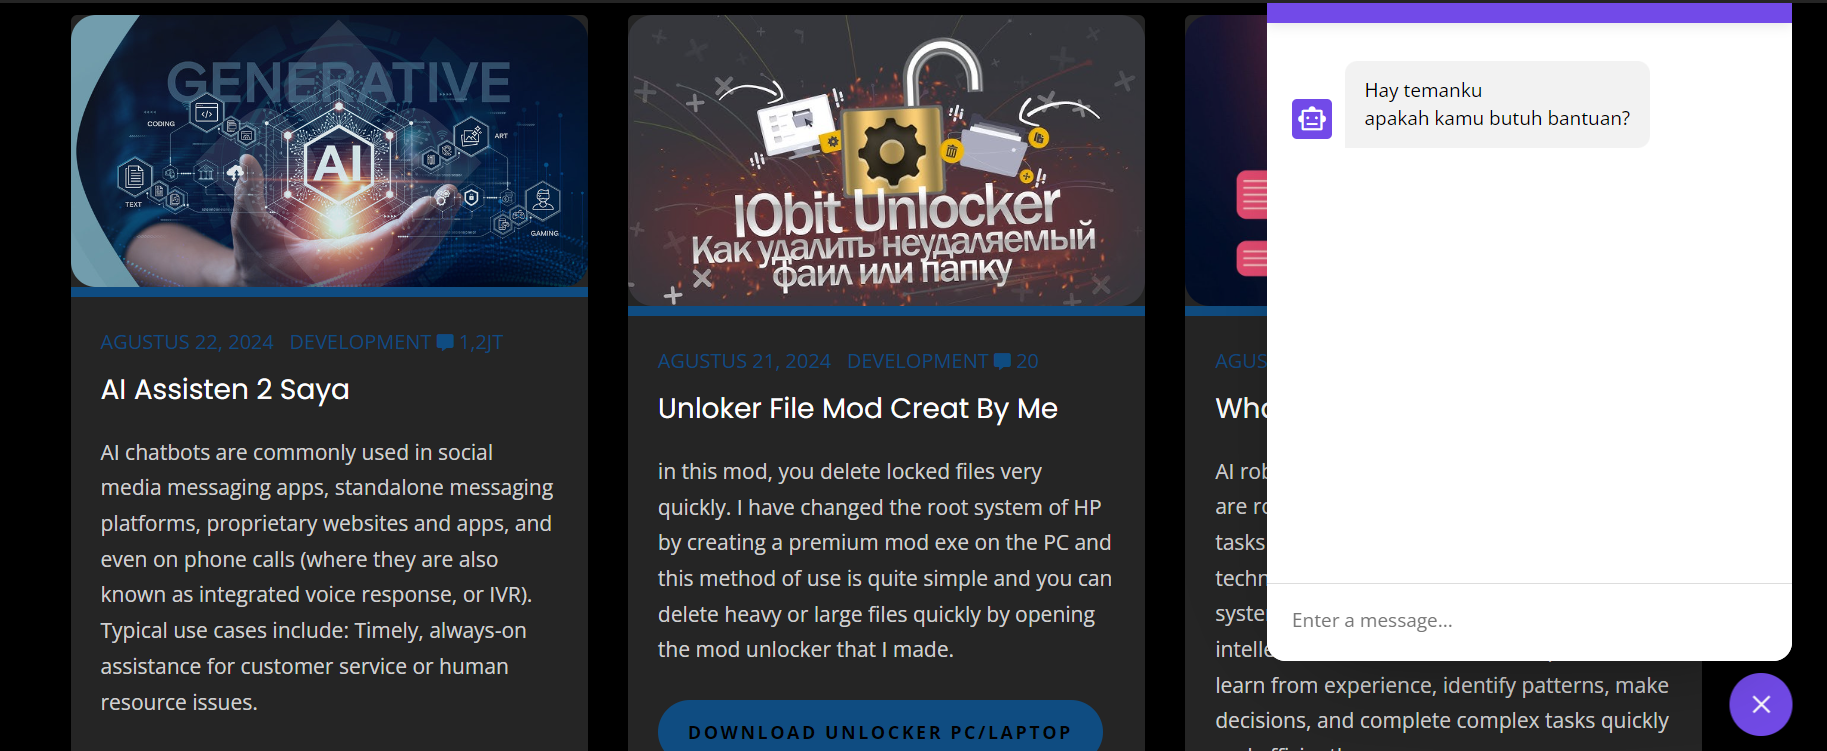 GENERATIVE
CODING
ART
AI
TEXT
GAMING
AGUSTUS 22, 2024 DEVELOPMENT 1,2JT
AI Assisten 2 Saya
AI chatbots are commonly used in social
media messaging apps, standalone messaging
platforms, proprietary websites and apps, and
even on phone calls (where they are also
known as integrated voice response, or IVR).
Typical use cases include: Timely, always-on
assistance for customer service or human
resource issues.
IObit Unlocker
Как удалить неудаляемый
файл или папку
AGUSTUS 21, 2024 DEVELOPMENT 20
Unloker File Mod Creat By Me
in this mod, you delete locked files very
quickly. I have changed the root system of HP
by creating a premium mod exe on the PC and
this method of use is quite simple and you can
delete heavy or large files quickly by opening
the mod unlocker that I made.
DOWNLOAD UNLOCKER PC/LAPTOP
AGUS
AI
are
tasks
learn from experience, identify patterns, make
decisions, and complete complex tasks quickly
Hay temanku
apakah kamu butuh bantuan?
Enter a message...